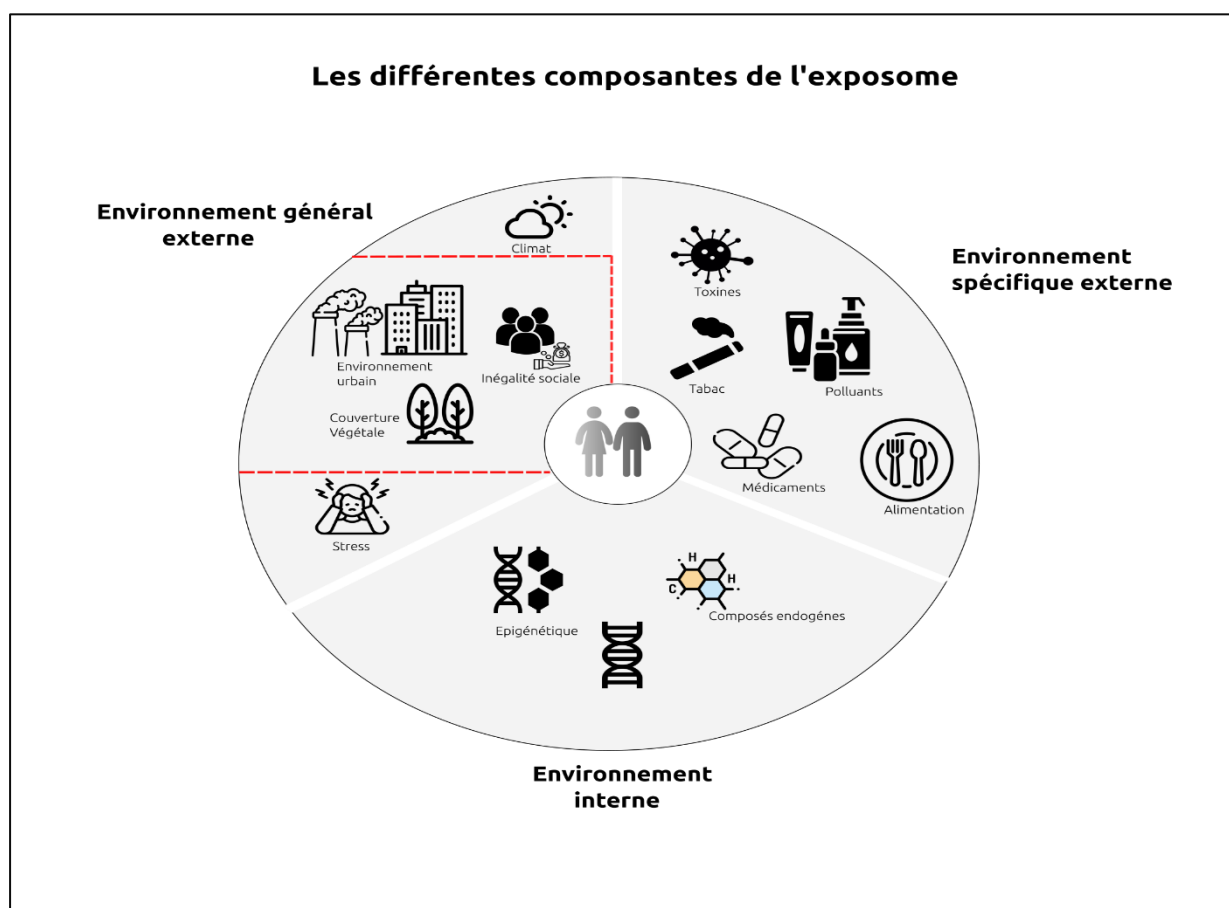 Les différentes composantes de l'exposome
Environnement général
externe
Climat
Environnement
urbain
Inégalité sociale
Couverture
Végétale
Stress
Environnement
spécifique externe
Toxines
Tabac
Polluants
Médicaments
Alimentation
Epigénétique
H
H
C
Composés endogénes
Environnement
interne